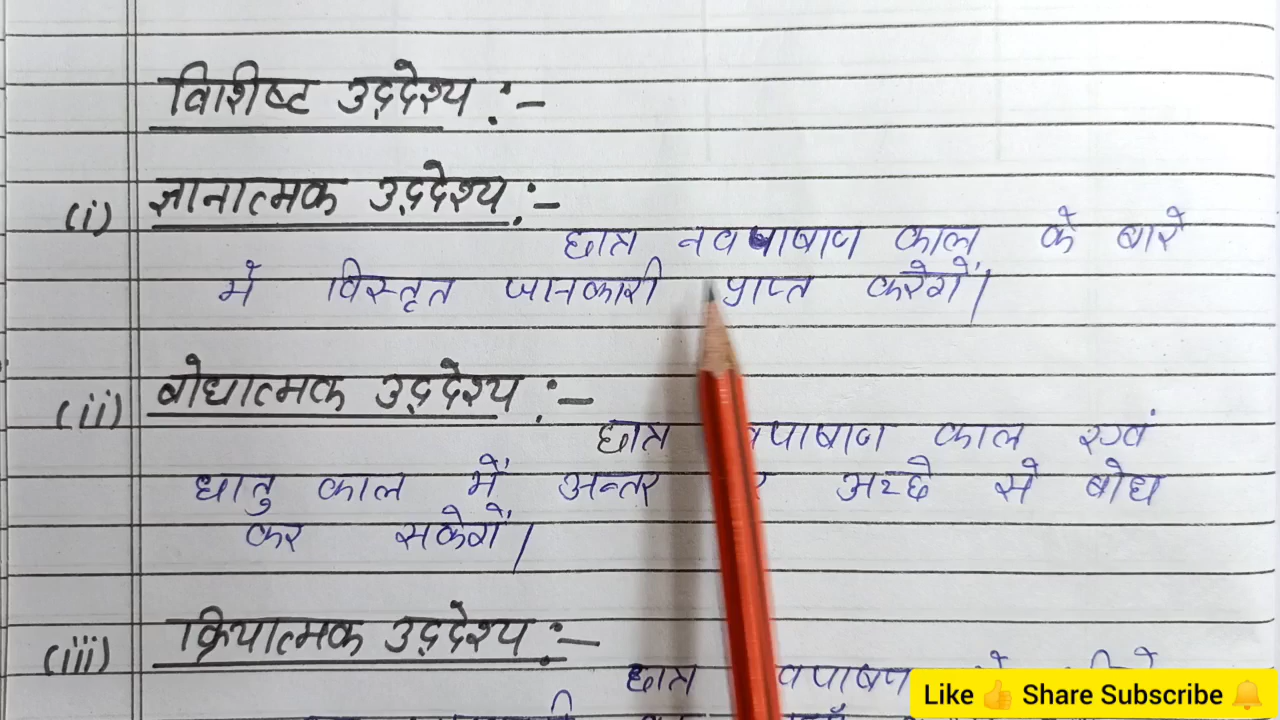 विशिष्ट उद्देश्य :-
(i) ज्ञानात्मक उद्देश्य :-
छात्र नवपाषाण काल के बारे
में विस्तृत जानकारी प्राप्त करेगें।
(ii) बोधात्मक उद्देश्य :-
छात्र वपाषाण काल एवं
धातु काल में अन्तर अच्छे से बोध
कर सकेगें।
(iii) क्रियात्मक उद्देश्य :-
छात्र
Like 👍 Share Subscribe 🔔